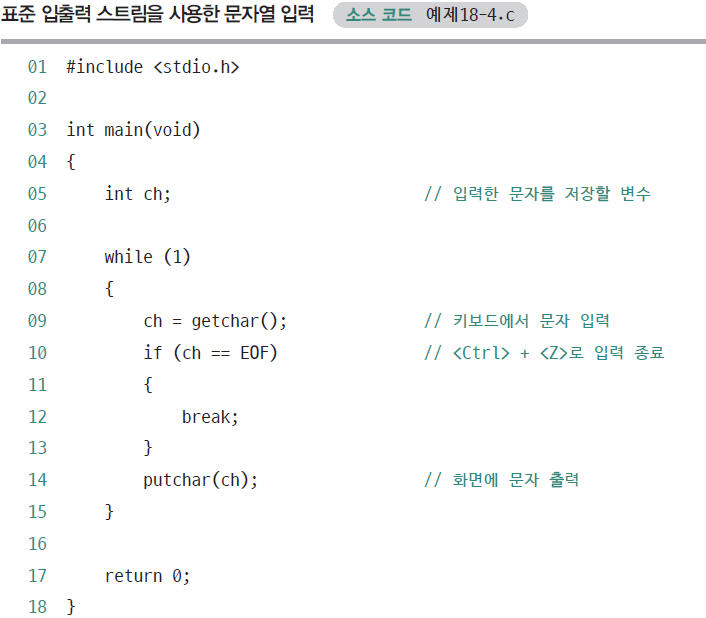 표준 입출력 스트림을 사용한 문자열 입력 소스 코드 예제18-4.c
01 #include <stdio.h>
02
03 int main(void)
04 {
05     int ch;                          // 입력한 문자를 저장할 변수
06
07     while (1)
08     {
09         ch = getchar();              // 키보드에서 문자 입력
10         if (ch == EOF)               // <Ctrl> + <Z>로 입력 종료
11         {
12             break;
13         }
14         putchar(ch);                 // 화면에 문자 출력
15     }
16
17     return 0;
18 }